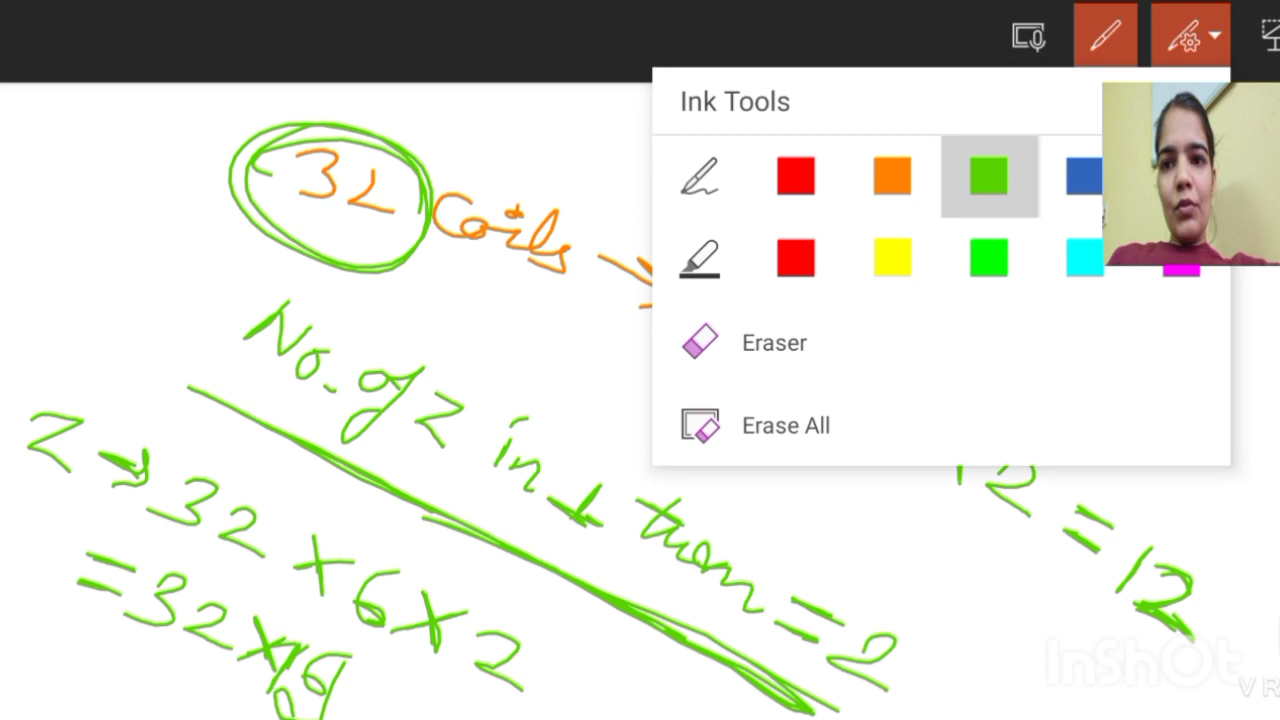 Ink Tools
32 Coils →
Eraser
Erase All
No. of Z in 1 turn = 2
12 = 12
Z → 32 × 6 × 2
= 32 ×
InShOt
VR